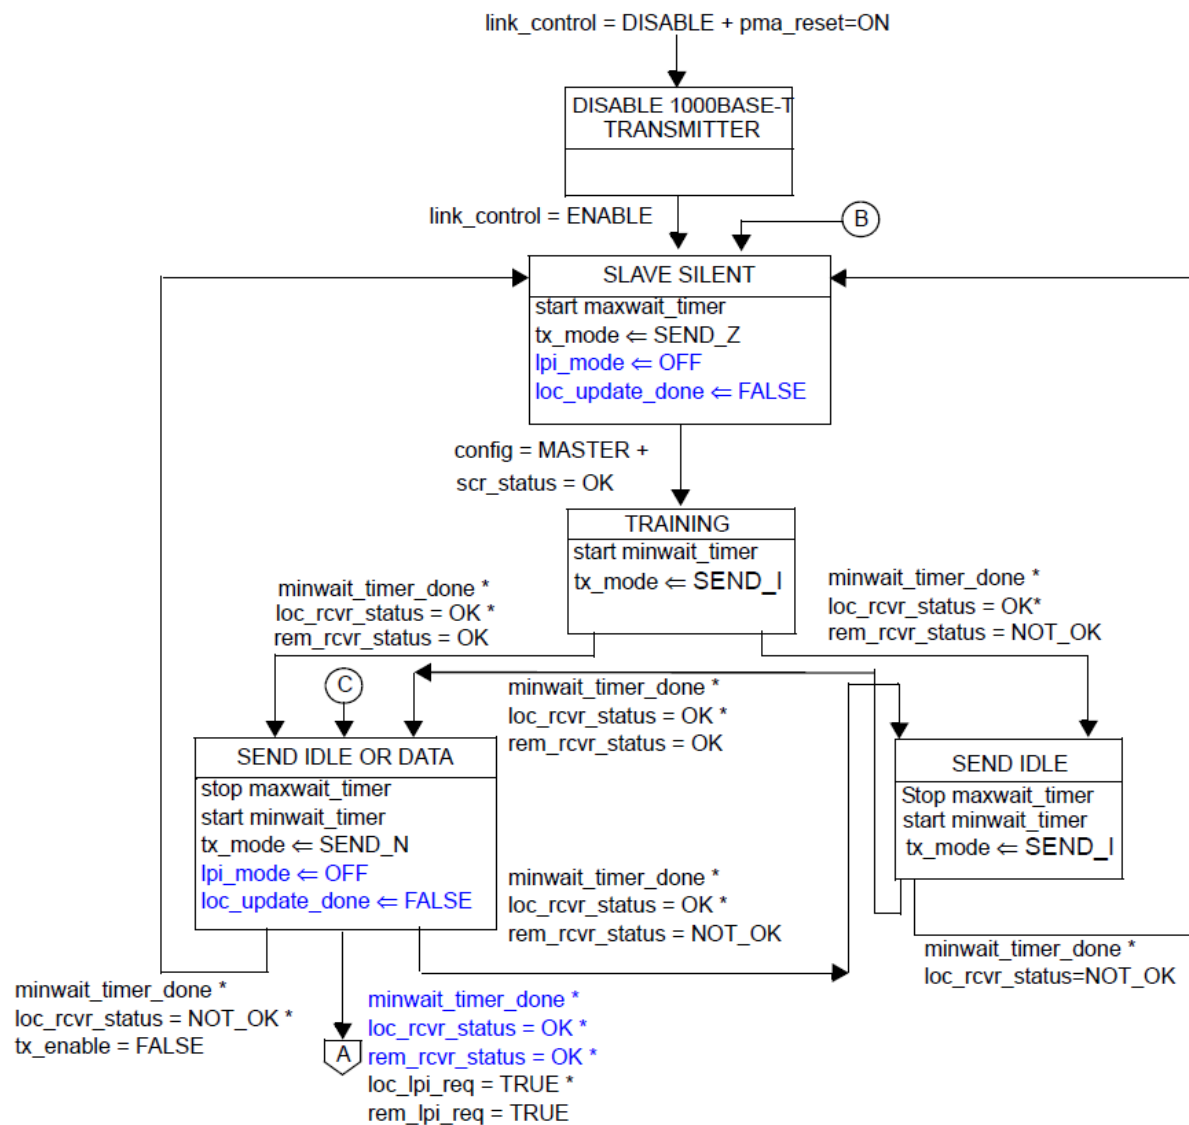 link_control = DISABLE + pma_reset=ON
DISABLE 1000BASE-T
TRANSMITTER
link_control = ENABLE
B
SLAVE SILENT
start maxwait_timer
tx_mode ⇐ SEND_Z
lpi_mode ⇐ OFF
loc_update_done ⇐ FALSE
config = MASTER +
scr_status = OK
TRAINING
start minwait_timer
tx_mode ⇐ SEND_I
minwait_timer_done *
loc_rcvr_status = OK *
rem_rcvr_status = OK
minwait_timer_done *
loc_rcvr_status = OK*
rem_rcvr_status = NOT_OK
C
minwait_timer_done *
loc_rcvr_status = OK *
rem_rcvr_status = OK
SEND IDLE OR DATA
stop maxwait_timer
start minwait_timer
tx_mode ⇐ SEND_N
lpi_mode ⇐ OFF
loc_update_done ⇐ FALSE
SEND IDLE
Stop maxwait_timer
start minwait_timer
tx_mode ⇐ SEND_I
minwait_timer_done *
loc_rcvr_status = OK *
rem_rcvr_status = NOT_OK
minwait_timer_done *
loc_rcvr_status=NOT_OK
minwait_timer_done *
loc_rcvr_status = NOT_OK *
tx_enable = FALSE
A
minwait_timer_done *
loc_rcvr_status = OK *
rem_rcvr_status = OK *
loc_lpi_req = TRUE *
rem_lpi_req = TRUE